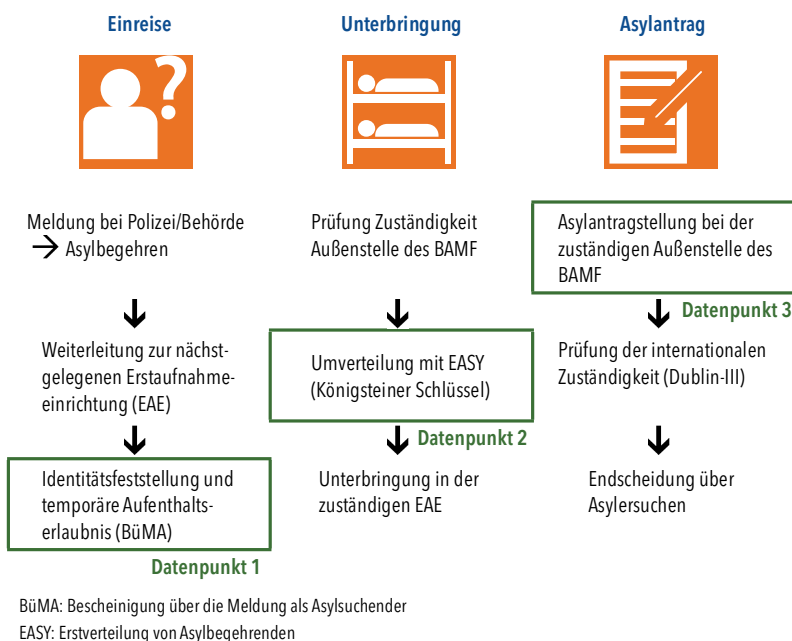 Einreise
Meldung bei Polizei/Behörde
→ Asylbegehren
Weiterleitung zur nächst-
gelegenen Erstaufnahme-
einrichtung (EAE)
Identitätsfeststellung und
temporäre Aufenthalts-
erlaubnis (BüMA)
Datenpunkt 1
Unterbringung
Prüfung Zuständigkeit
Außenstelle des BAMF
Umverteilung mit EASY
(Königsteiner Schlüssel)
Datenpunkt 2
Unterbringung in der
zuständigen EAE
Asylantrag
Asylantragstellung bei der
zuständigen Außenstelle des
BAMF
Datenpunkt 3
Prüfung der internationalen
Zuständigkeit (Dublin-III)
Endscheidung über
Asylersuchen
BüMA: Bescheinigung über die Meldung als Asylsuchender
EASY: Erstverteilung von Asylbegehrenden